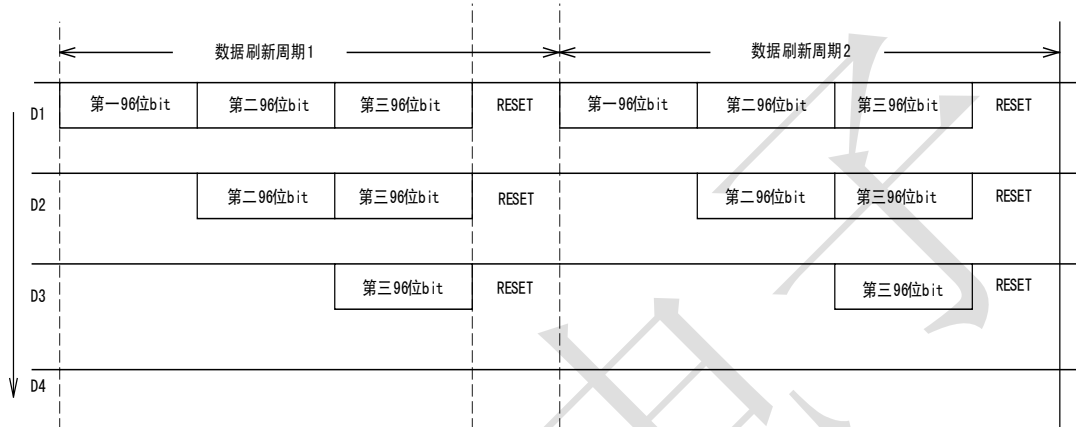 数据刷新周期1 数据刷新周期2
D1 第一96位bit 第二96位bit 第三96位bit RESET 第一96位bit 第二96位bit 第三96位bit RESET
D2 第二96位bit 第三96位bit RESET 第二96位bit 第三96位bit RESET
D3 第三96位bit RESET 第三96位bit RESET
D4